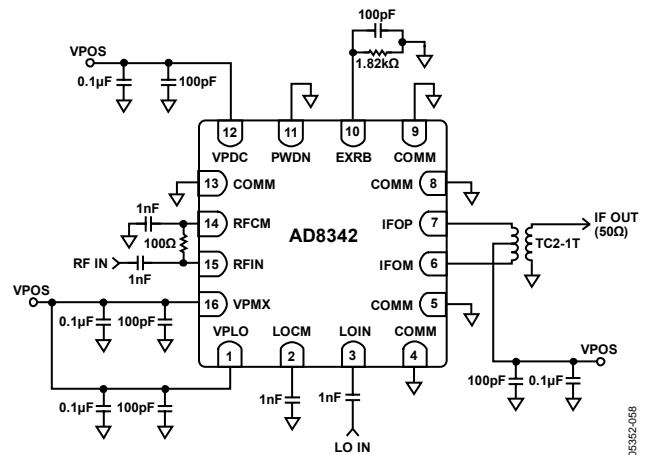 100pF
VPOS
1.82kΩ
0.1µF
100pF
12
11
10
9
VPDC
PWDN
EXRB
COMM
13
COMM
COMM
8
1nF
14
RFCM
IFOP
7
IF OUT
(50Ω)
100Ω
AD8342
TC2-1T
RF IN
15
RFIN
IFOM
6
1nF
VPOS
16
VPMX
COMM
5
0.1µF
100pF
VPLO
LOCM
LOIN
COMM
1
2
3
4
VPOS
100pF
0.1µF
0.1µF
100pF
1nF
1nF
LO IN
05352-058